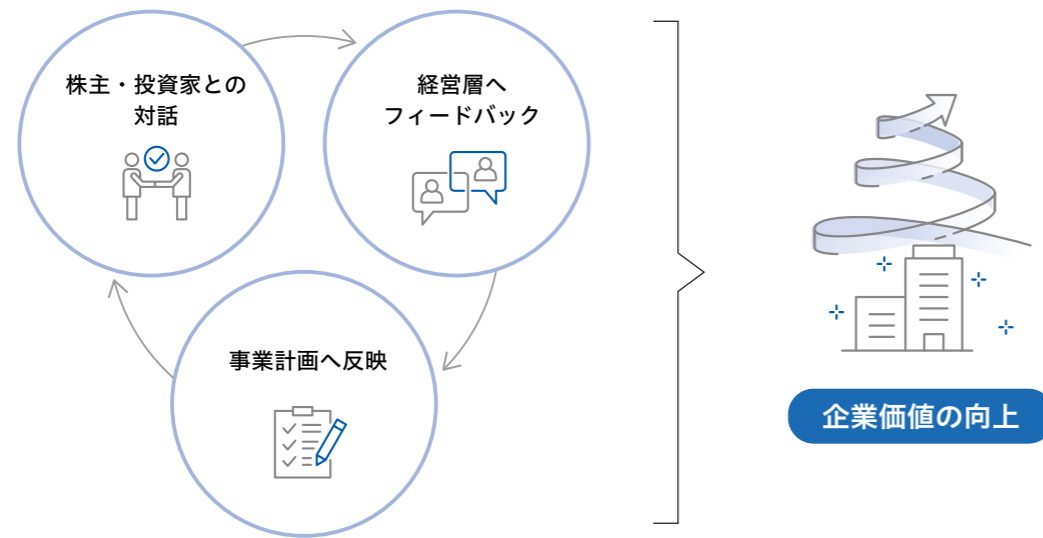 株主・投資家との
対話
経営層へ
フィードバック
事業計画へ反映
企業価値の向上